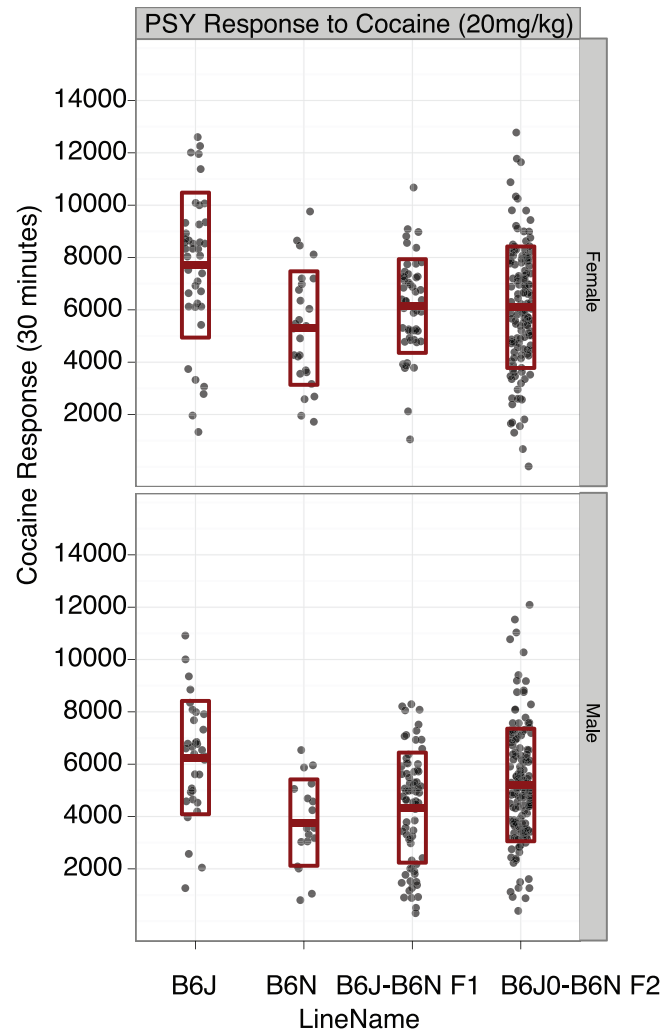 PSY Response to Cocaine (20mg/kg)
Cocaine Response (30 minutes)
14000
12000
10000
8000
6000
4000
2000
Female
14000
12000
10000
8000
6000
4000
2000
Male
B6J B6N B6J-B6N F1 B6J0-B6N F2
LineName